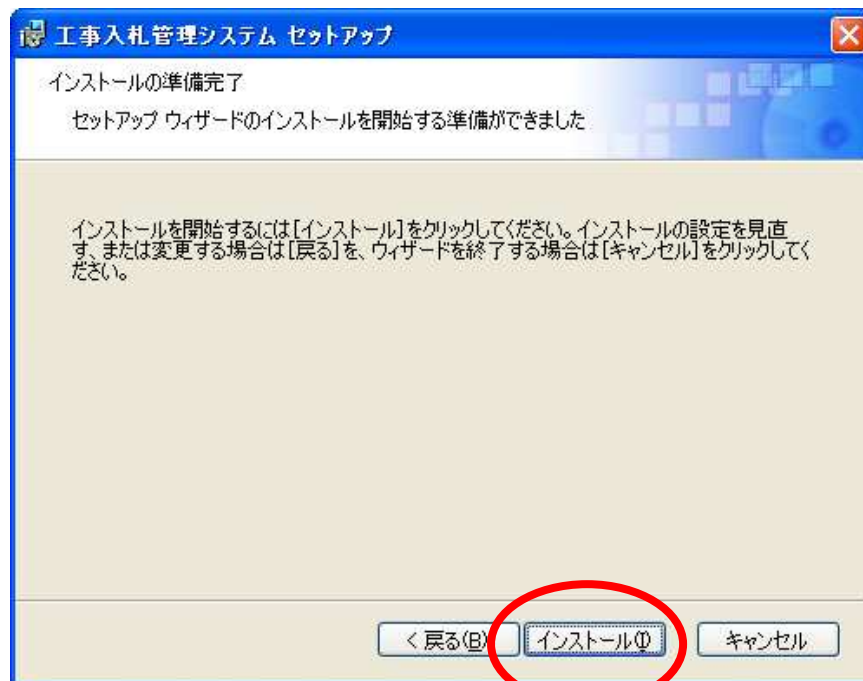 工事入札管理システム セットアップ
インストールの準備完了
セットアップ ウィザードのインストールを開始する準備ができました
インストールを開始するには[インストール]をクリックしてください。インストールの設定を見直
す、または変更する場合は[戻る]を、ウィザードを終了する場合は[キャンセル]をクリックしてく
ださい。
< 戻る(B) インストール(I) キャンセル